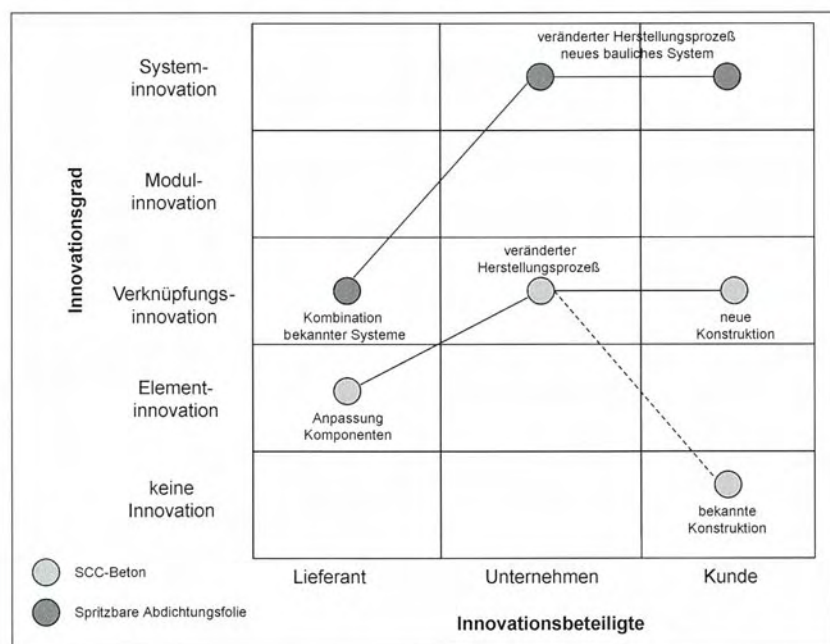 veränderter Herstellungsprozeß
neues bauliches System
System-
innovation
Modul-
innovation
Innovationsgrad
veränderter
Herstellungsprozeß
Verknüpfungs-
innovation
Kombination
bekannter Systeme
neue
Konstruktion
Element-
innovation
Anpassung
Komponenten
keine
Innovation
bekannte
Konstruktion
SCC-Beton
Spritzbare Abdichtungsfolie
Lieferant
Unternehmen
Kunde
Innovationsbeteiligte